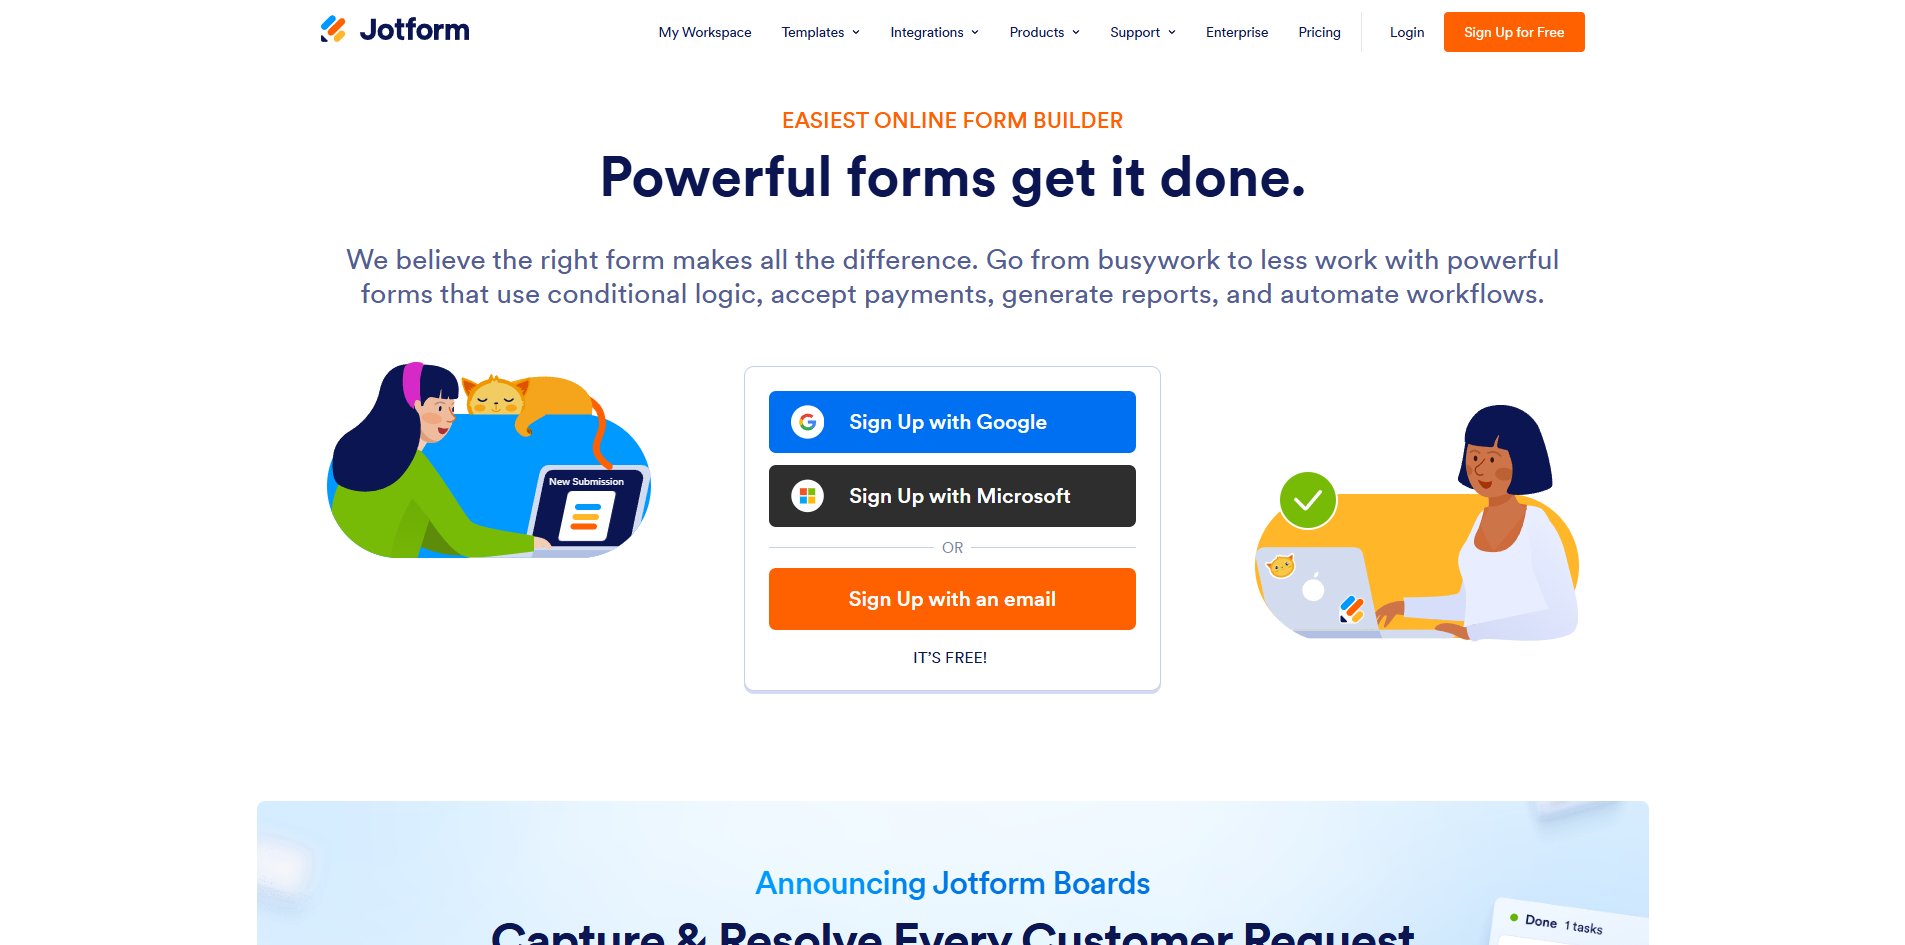 Jotform
My Workspace
Templates
Integrations
Products
Support
Enterprise
Pricing
Login
Sign Up for Free
EASIEST ONLINE FORM BUILDER
Powerful forms get it done.
We believe the right form makes all the difference. Go from busywork to less work with powerful
forms that use conditional logic, accept payments, generate reports, and automate workflows.
New Submission
Sign Up with Google
Sign Up with Microsoft
OR
Sign Up with an email
IT'S FREE!
Announcing Jotform Boards
Capture & Resolve Every Customer Request
Done 1 tasks